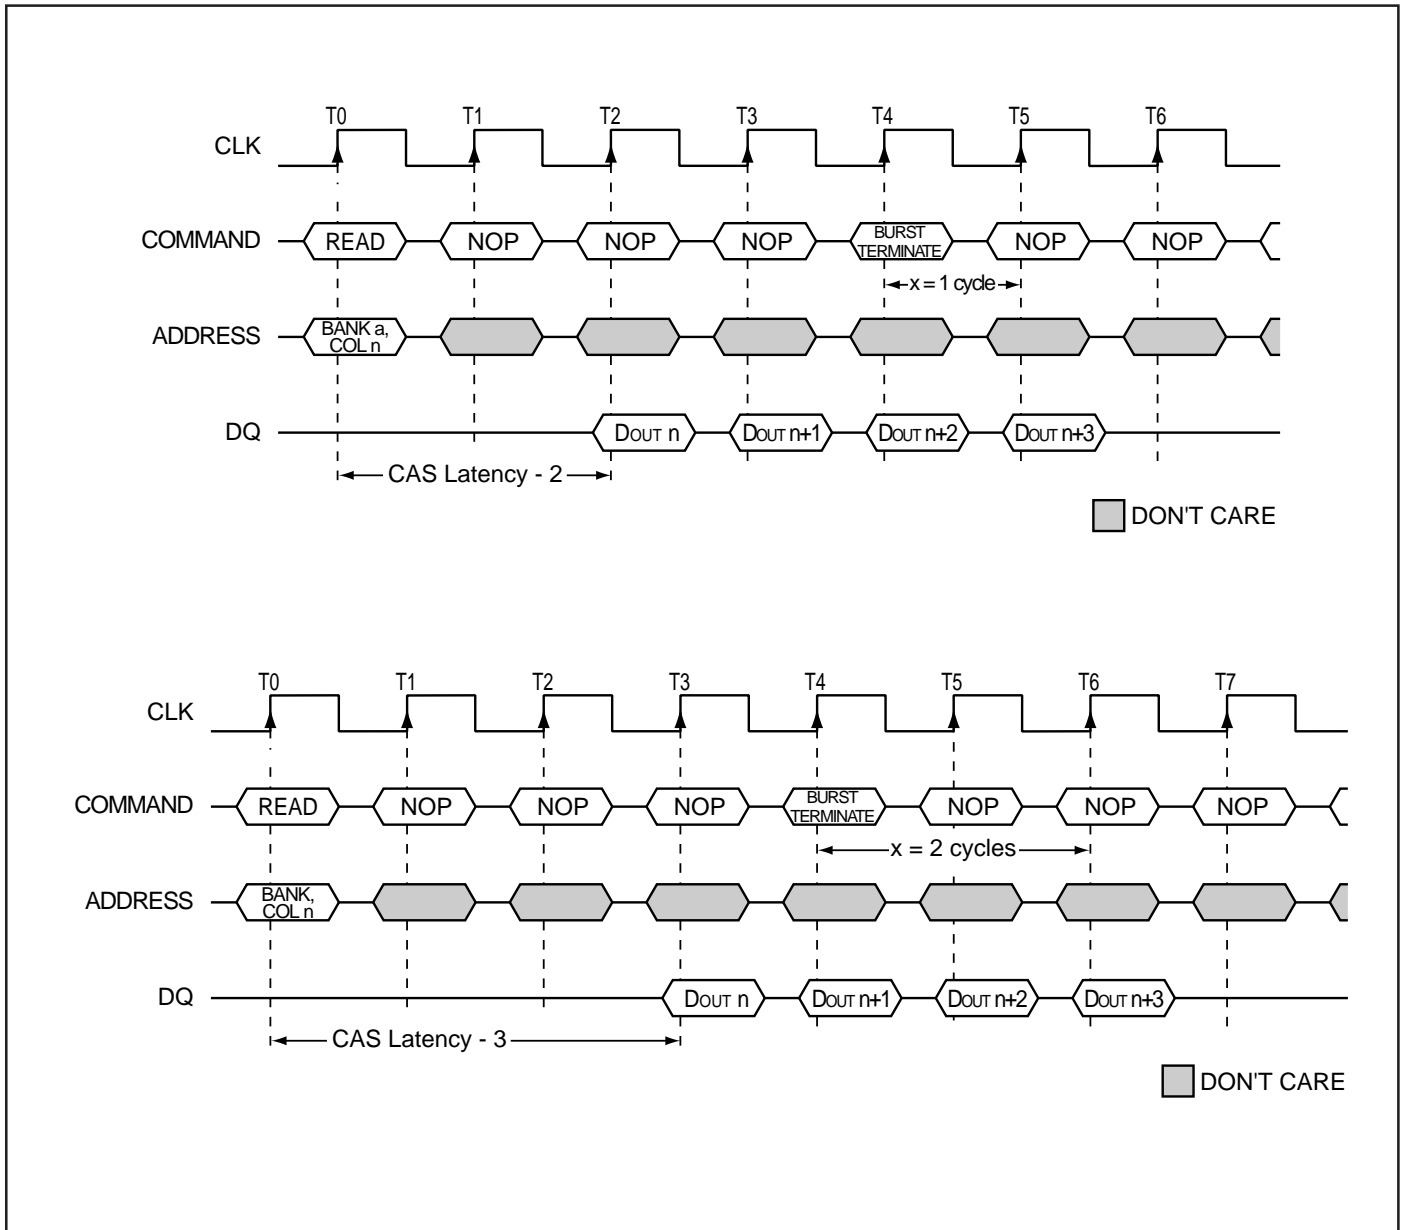 T0 T1 T2 T3 T4 T5 T6
CLK
COMMAND READ NOP NOP NOP BURST TERMINATE NOP NOP
x = 1 cycle
ADDRESS BANK a, COL n
DQ DOUT n DOUT n+1 DOUT n+2 DOUT n+3
CAS Latency - 2
DON'T CARE
T0 T1 T2 T3 T4 T5 T6 T7
CLK
COMMAND READ NOP NOP NOP BURST TERMINATE NOP NOP NOP
x = 2 cycles
ADDRESS BANK, COL n
DQ DOUT n DOUT n+1 DOUT n+2 DOUT n+3
CAS Latency - 3
DON'T CARE